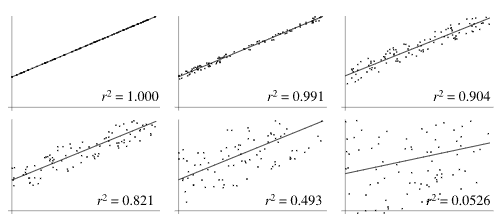 r² = 1.000
r² = 0.991
r² = 0.904
r² = 0.821
r² = 0.493
r² = 0.0526